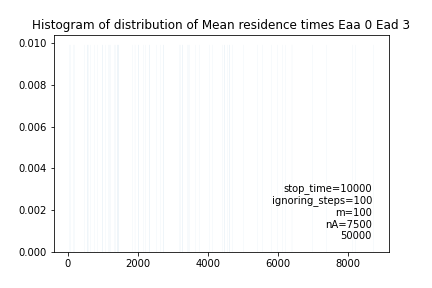 Histogram of distribution of Mean residence times Eaa 0 Ead 3
0.010
0.008
0.006
0.004
0.002
0.000
stop_time=10000
ignoring_steps=100
m=100
nA=7500
50000
0 2000 4000 6000 8000